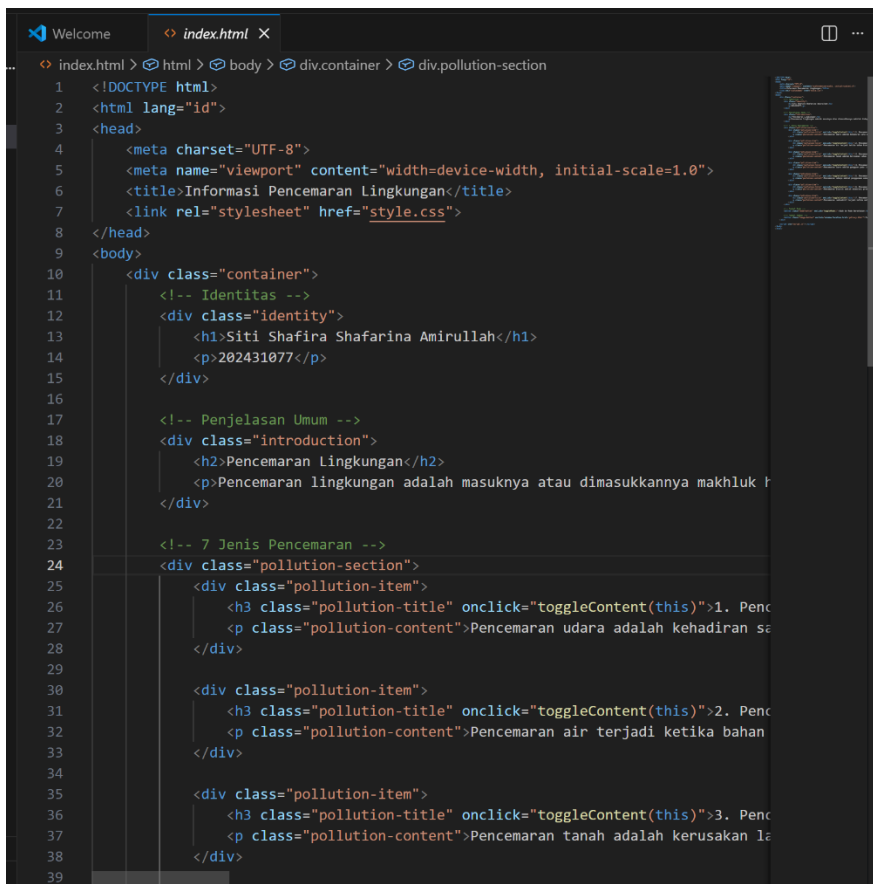 Welcome
<> index.html ×
...
...
<> index.html > html > body > div.container > div.pollution-section
1 <!DOCTYPE html>
2 <html lang="id">
3 <head>
4 <meta charset="UTF-8">
5 <meta name="viewport" content="width=device-width, initial-scale=1.0">
6 <title>Informasi Pencemaran Lingkungan</title>
7 <link rel="stylesheet" href="style.css">
8 </head>
9 <body>
10 <div class="container">
11 <!-- Identitas -->
12 <div class="identity">
13 <h1>Siti Shafira Shafarina Amirullah</h1>
14 <p>202431077</p>
15 </div>
16
17 <!-- Penjelasan Umum -->
18 <div class="introduction">
19 <h2>Pencemaran Lingkungan</h2>
20 <p>Pencemaran lingkungan adalah masuknya atau dimasukkannya makhluk h
21 </div>
22
23 <!-- 7 Jenis Pencemaran -->
24 <div class="pollution-section">
25 <div class="pollution-item">
26 <h3 class="pollution-title" onclick="toggleContent(this)">1. Penc
27 <p class="pollution-content">Pencemaran udara adalah kehadiran sa
28 </div>
29
30 <div class="pollution-item">
31 <h3 class="pollution-title" onclick="toggleContent(this)">2. Penc
32 <p class="pollution-content">Pencemaran air terjadi ketika bahan
33 </div>
34
35 <div class="pollution-item">
36 <h3 class="pollution-title" onclick="toggleContent(this)">3. Penc
37 <p class="pollution-content">Pencemaran tanah adalah kerusakan la
38 </div>
39